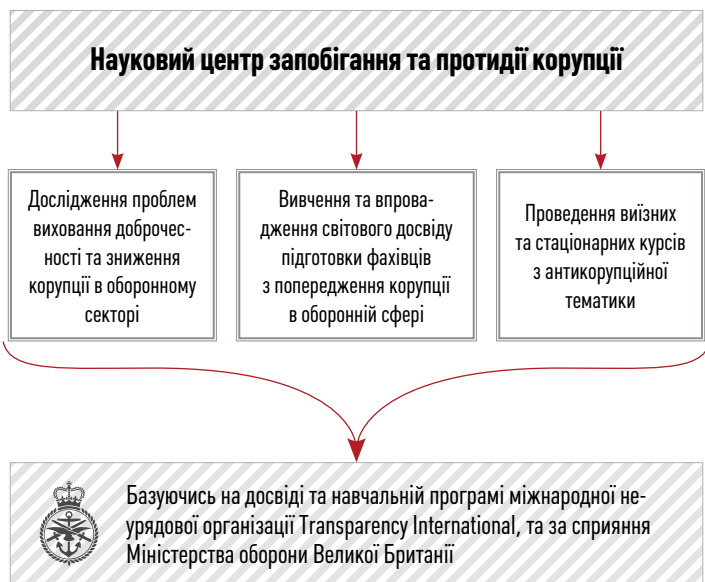 Науковий центр запобігання та протидії корупції
Дослідження проблем
виховання доброчес-
ності та зниження
корупції в оборонному
секторі
Вивчення та впрова-
дження світового досвіду
підготовки фахівців
з попередження корупції
в оборонній сфері
Проведення виїзних
та стаціонарних курсів
з антикорупційної
тематики
Базуючись на досвіді та навчальній програмі міжнародної не-
урядової організації Transparency International, та за сприяння
Міністерства оборони Великої Британії